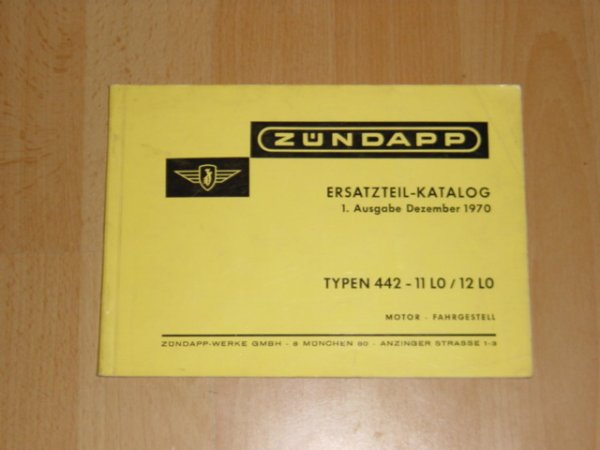 ZÜNDAPP
ERSATZTEIL-KATALOG
1. Ausgabe Dezember 1970
TYPEN 442 - 11 LO / 12 LO
MOTOR - FAHRGESTELL
ZÜNDAPP-WERKE GMBH - 8 MÜNCHEN 80 - ANZINGER STRASSE 1-3